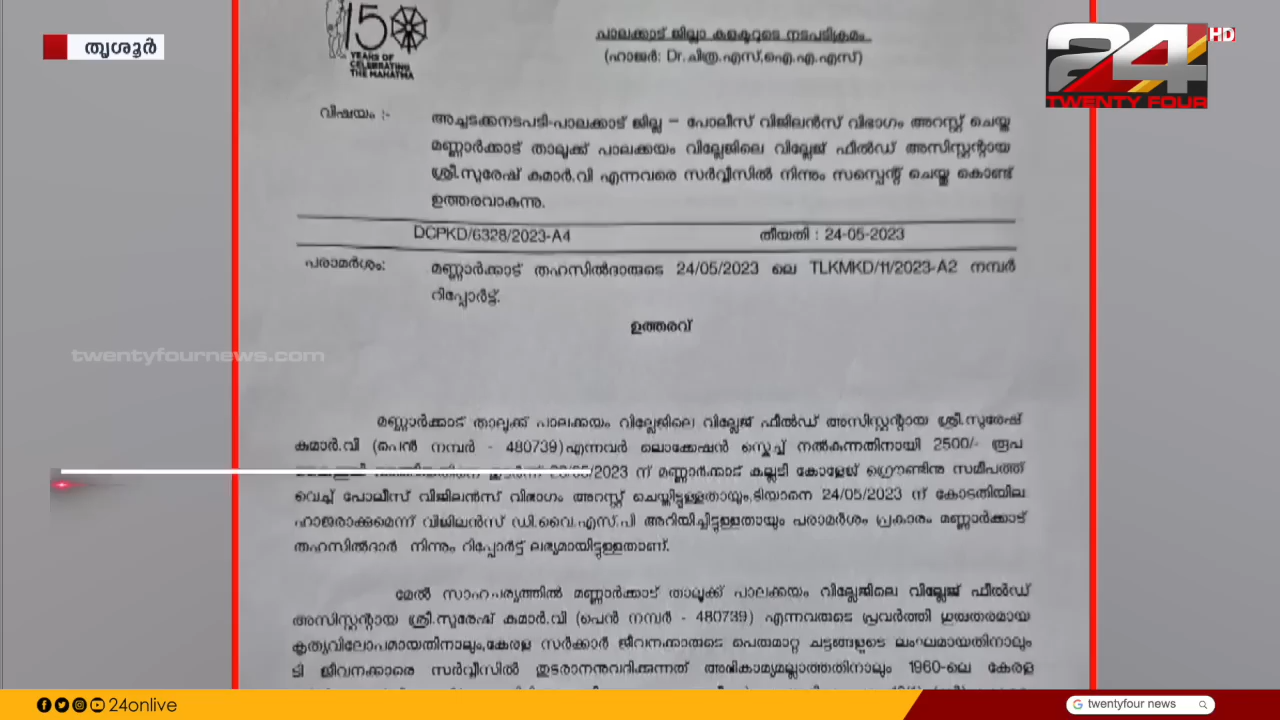 തൃശൂർ
150
YEARS OF
CELEBRATING
THE MAHATMA
പാലക്കാട് ജില്ലാ കളക്ടറുടെ നടപടിക്രമം
(ഹാജർ: Dr.ചിത്ര.എസ്,ഐ.എ.എസ്)
24 HD
TWENTY FOUR
വിഷയം :-
അച്ചടക്കനടപടി-പാലക്കാട് ജില്ല – പോലീസ് വിജിലൻസ് വിഭാഗം അറസ്റ്റ് ചെയ്ത
മണ്ണാർക്കാട് താലൂക്ക് പാലക്കയം വില്ലേജിലെ വില്ലേജ് ഫീൽഡ് അസിസ്റ്റന്റായ
ശ്രീ.സുരേഷ് കുമാർ.വി എന്നവരെ സർവ്വീസിൽ നിന്നും സസ്പെന്റ് ചെയ്തു കൊണ്ട്
ഉത്തരവാകുന്നു.
DCPKD/6328/2023-A4 തീയതി : 24-05-2023
പരാമർശം: മണ്ണാർക്കാട് തഹസിൽദാരുടെ 24/05/2023 ലെ TLKMKD/11/2023-A2 നമ്പർ
റിപ്പോർട്ട്.
ഉത്തരവ്
twentyfournews.com
മണ്ണാർക്കാട് താലൂക്ക് പാലക്കയം വില്ലേജിലെ വില്ലേജ് ഫീൽഡ് അസിസ്റ്റന്റായ ശ്രീ.സുരേഷ്
കുമാർ.വി (പെൻ നമ്പർ - 480739)എന്നവർ ലൊക്കേഷൻ സ്കെച്ച് നൽകുന്നതിനായി 2500/- രൂപ
/2023 ന് മണ്ണാർക്കാട് കല്ലടി കോളേജ് ഗ്രൌണ്ടിനു സമീപത്ത്
വെച്ച് പോലീസ് വിജിലൻസ് വിഭാഗം അറസ്റ്റ് ചെയ്തിട്ടുള്ളതായും,ടിയാനെ 24/05/2023 ന് കോടതിയില
ഹാജരാക്കുമെന്ന് വിജിലൻസ് ഡി.വൈ.എസ്.പി അറിയിച്ചിട്ടുള്ളതായും പരാമർശം പ്രകാരം മണ്ണാർക്കാട്
തഹസിൽദാർ നിന്നും റിപ്പോർട്ട് ലഭ്യമായിട്ടുള്ളതാണ്.
മേൽ സാഹചര്യത്തിൽ മണ്ണാർക്കാട് താലൂക്ക് പാലക്കയം വില്ലേജിലെ വില്ലേജ് ഫീൽഡ്
അസിസ്റ്റന്റായ ശ്രീ.സുരേഷ് കുമാർ.വി (പെൻ നമ്പർ - 480739) എന്നവരുടെ പ്രവർത്തി ഗുരുതരമായ
കൃത്യവിലോപമായതിനാലും,കേരള സർക്കാർ ജീവനക്കാരുടെ പെരുമാറ്റ ചട്ടങ്ങളുടെ ലംഘനമായതിനാലും
ടി ജീവനക്കാരെ സർവ്വീസിൽ തുടരാനനുവദിക്കുന്നത് അഭികാമ്യമല്ലാത്തതിനാലും 1960-ലെ കേരള
24onlive
twentyfour news